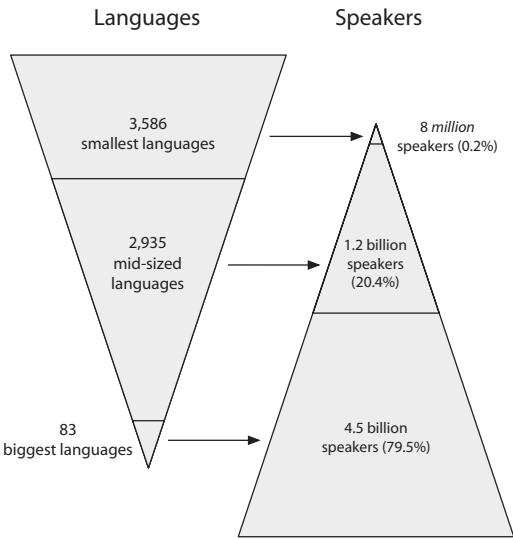 Languages
Speakers
3,586
smallest languages
8 million
speakers (0.2%)
2,935
mid-sized
languages
1.2 billion
speakers
(20.4%)
83
biggest languages
4.5 billion
speakers (79.5%)